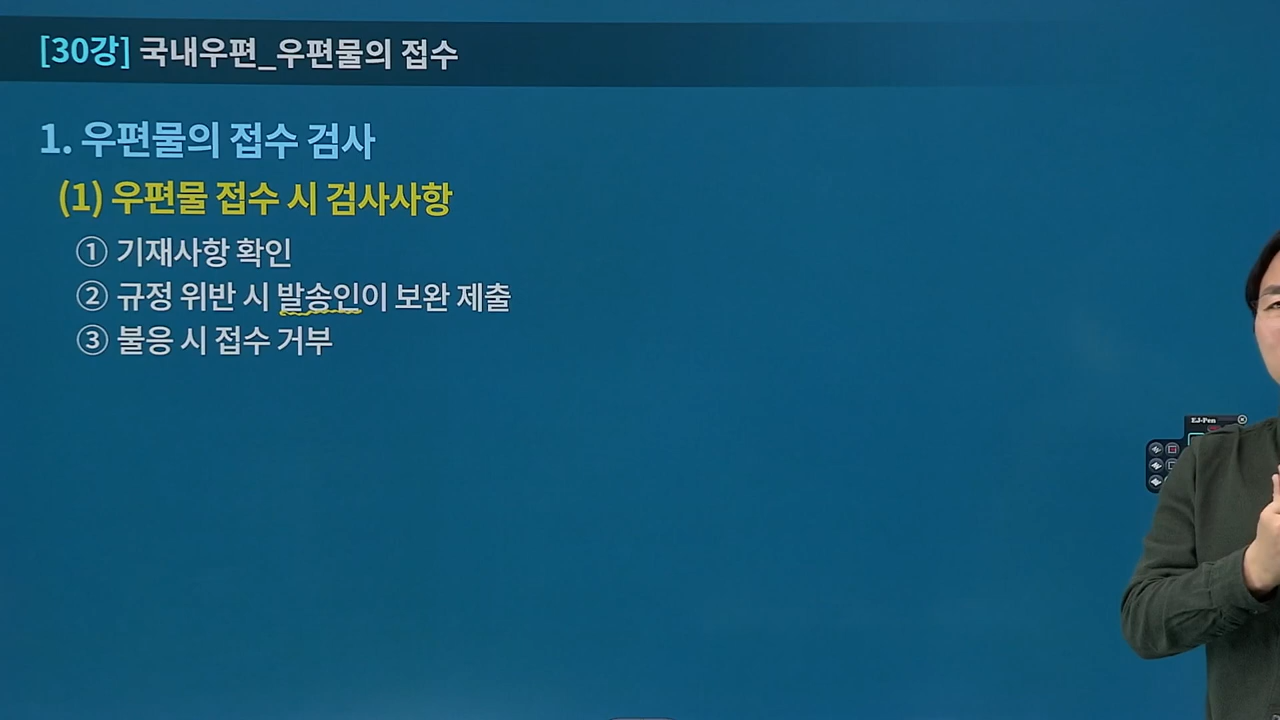 [30강] 국내우편_우편물의 접수
1. 우편물의 접수 검사
(1) 우편물 접수 시 검사사항
① 기재사항 확인
② 규정 위반 시 발송인이 보완 제출
③ 불응 시 접수 거부
EJ-Pen